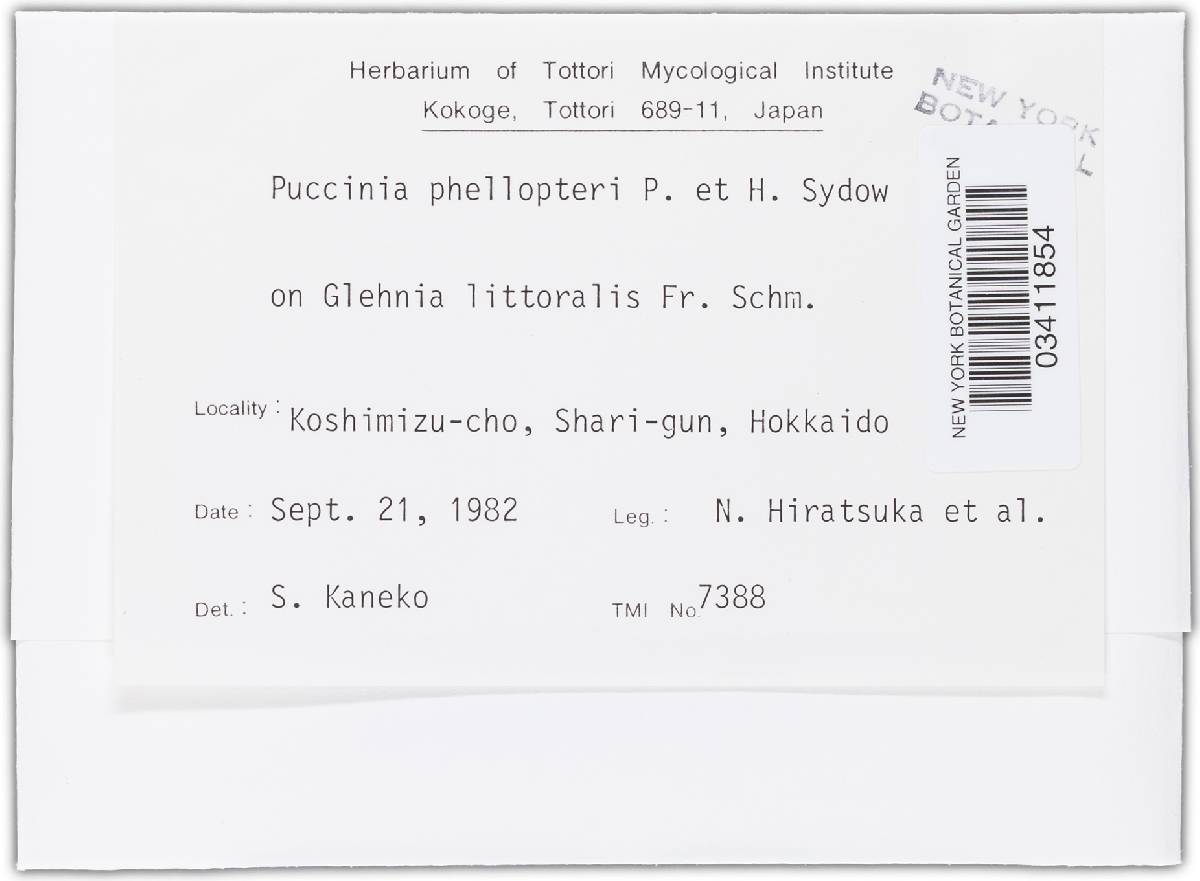 Herbarium of Tottori Mycological Institute
Kokoge, Tottori 689-11, Japan
NEW YORK
Puccinia phellopteri P. et H. Sydow
on Glehnia littoralis Fr. Schm.
Locality : Koshimizu-cho, Shari-gun, Hokkaido
Date : Sept. 21, 1982 Leg. : N. Hiratsuka et al.
Det. : S. Kaneko TMI No. 7388
NEW YORK BOTANICAL GARDEN
03411854